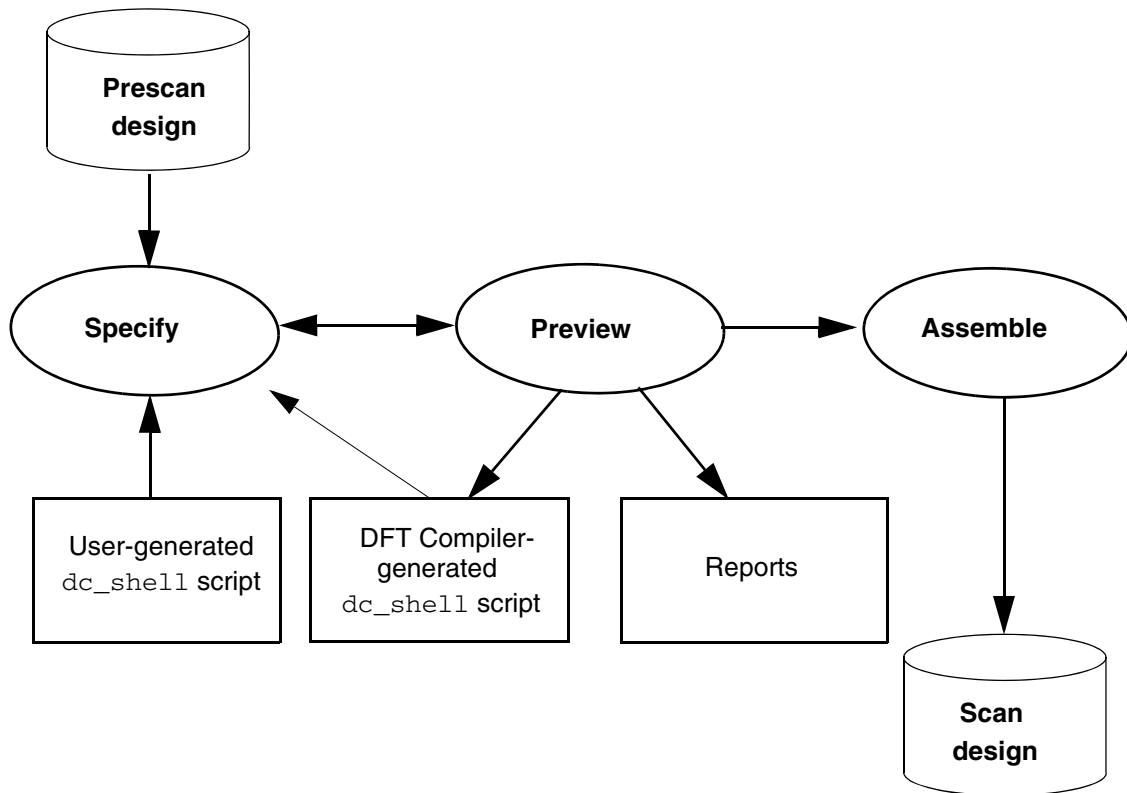 Prescan
design
Specify
Preview
Assemble
User-generated
dc_shell script
DFT Compiler-
generated
dc_shell script
Reports
Scan
design